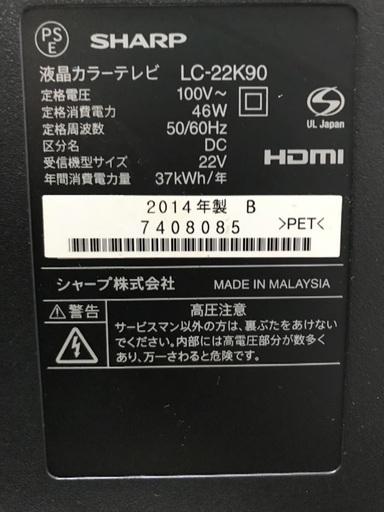 PS
E
SHARP
液晶カラーテレビ LC-22K90
定格電圧 100V～
定格消費電力 46W
定格周波数 50/60Hz
区分名 DC
受信機型サイズ 22V
年間消費電力量 37kWh/年
UL Japan
HDMI
2014年製 B
7408085
>PET<
シャープ株式会社 MADE IN MALAYSIA
⚠警告 高圧注意
サービスマン以外の方は、裏ぶたをあけない
でください。内部には高電圧部分が数多く
あり、万一さわると危険です。